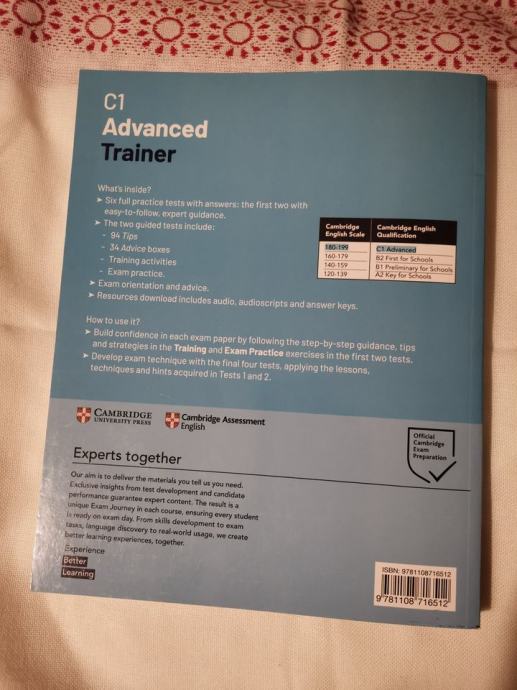 C1
Advanced
Trainer
What's inside?
➤ Six full practice tests with answers: the first two with
easy-to-follow, expert guidance.
➤ The two guided tests include:
- 94 Tips
- 34 Advice boxes
- Training activities
- Exam practice.
➤ Exam orientation and advice.
➤ Resources download includes audio, audioscripts and answer keys.
Cambridge English Scale Cambridge English Qualification
180-199 C1 Advanced
160-179 B2 First for Schools
140-159 B1 Preliminary for Schools
120-139 A2 Key for Schools
How to use it?
➤ Build confidence in each exam paper by following the step-by-step guidance, tips
and strategies in the Training and Exam Practice exercises in the first two tests.
➤ Develop exam technique with the final four tests, applying the lessons,
techniques and hints acquired in Tests 1 and 2.
CAMBRIDGE
UNIVERSITY PRESS
Cambridge Assessment
English
Official
Cambridge
Exam
Preparation
Experts together
Our aim is to deliver the materials you tell us you need.
Exclusive insights from test development and candidate
performance guarantee expert content. The result is a
unique Exam Journey in each course, ensuring every student
is ready on exam day. From skills development to exam
tasks, language discovery to real-world usage, we create
better learning experiences, together.
Experience
Better
Learning
ISBN: 9781108716512
9 781108 716512